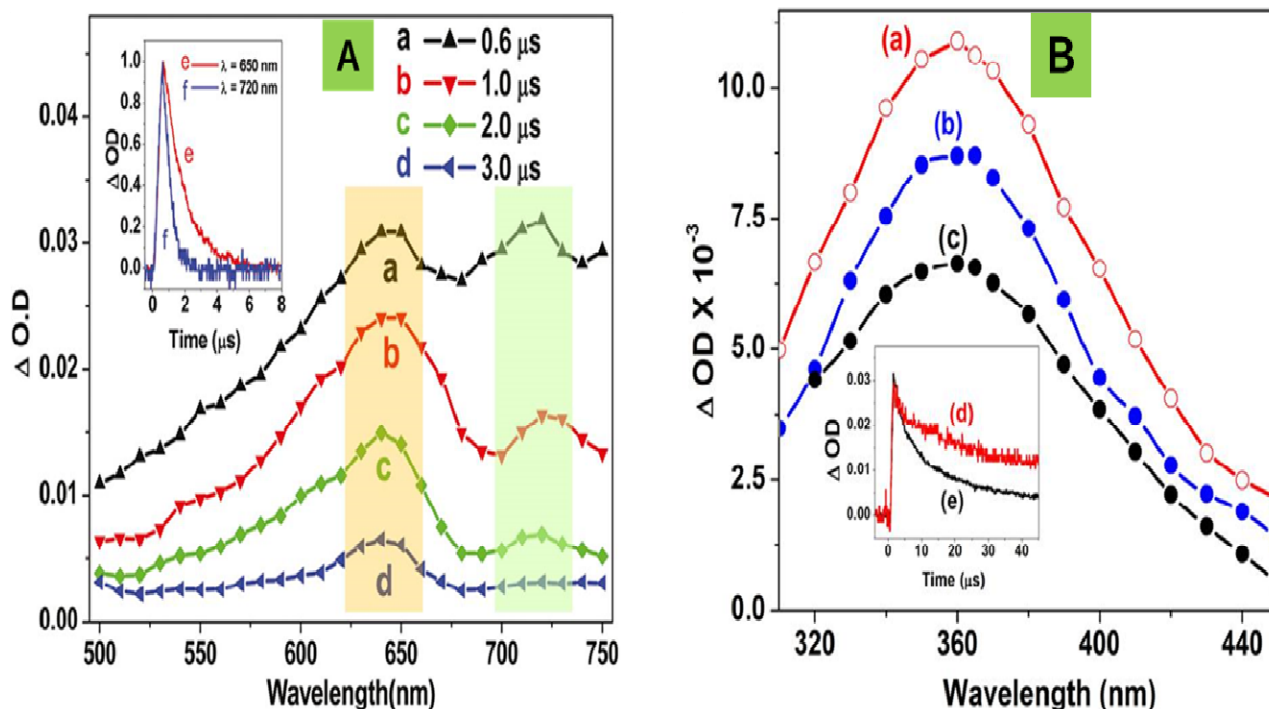 A
a 0.6 μs
b 1.0 μs
c 2.0 μs
d 3.0 μs
e λ = 650 nm
f λ = 720 nm
1.0
0.8
0.6
0.4
0.2
0.0
Δ OD
e
f
0 2 4 6 8
Time (μs)
a
b
c
d
0.04
0.03
0.02
0.01
0.00
Δ O.D
500 550 600 650 700 750
Wavelength(nm)
B
(a)
(b)
(c)
10.0
7.5
5.0
2.5
0.0
Δ OD X 10-3
0.03
0.02
0.01
0.00
Δ OD
(d)
(e)
0 10 20 30 40
Time (μs)
320 360 400 440
Wavelength (nm)